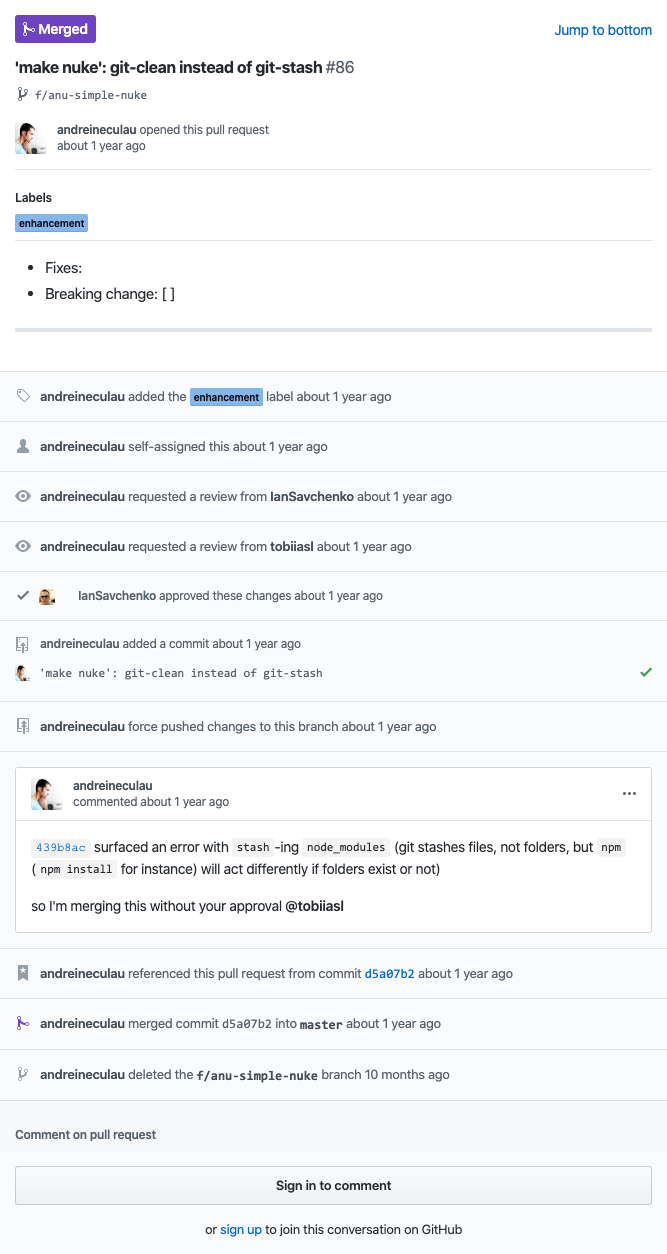 Merged
Jump to bottom
'make nuke': git-clean instead of git-stash #86
f/anu-simple-nuke
andreineculau opened this pull request
about 1 year ago
Labels
enhancement
• Fixes:
• Breaking change: [ ]
andreineculau added the enhancement label about 1 year ago
andreineculau self-assigned this about 1 year ago
andreineculau requested a review from IanSavchenko about 1 year ago
andreineculau requested a review from tobiiasl about 1 year ago
IanSavchenko approved these changes about 1 year ago
andreineculau added a commit about 1 year ago
'make nuke': git-clean instead of git-stash
andreineculau force pushed changes to this branch about 1 year ago
andreineculau
commented about 1 year ago
439b8ac surfaced an error with stash -ing node_modules (git stashes files, not folders, but npm
( npm install for instance) will act differently if folders exist or not)
so I'm merging this without your approval @tobiiasl
andreineculau referenced this pull request from commit d5a07b2 about 1 year ago
andreineculau merged commit d5a07b2 into master about 1 year ago
andreineculau deleted the f/anu-simple-nuke branch 10 months ago
Comment on pull request
Sign in to comment
or sign up to join this conversation on GitHub